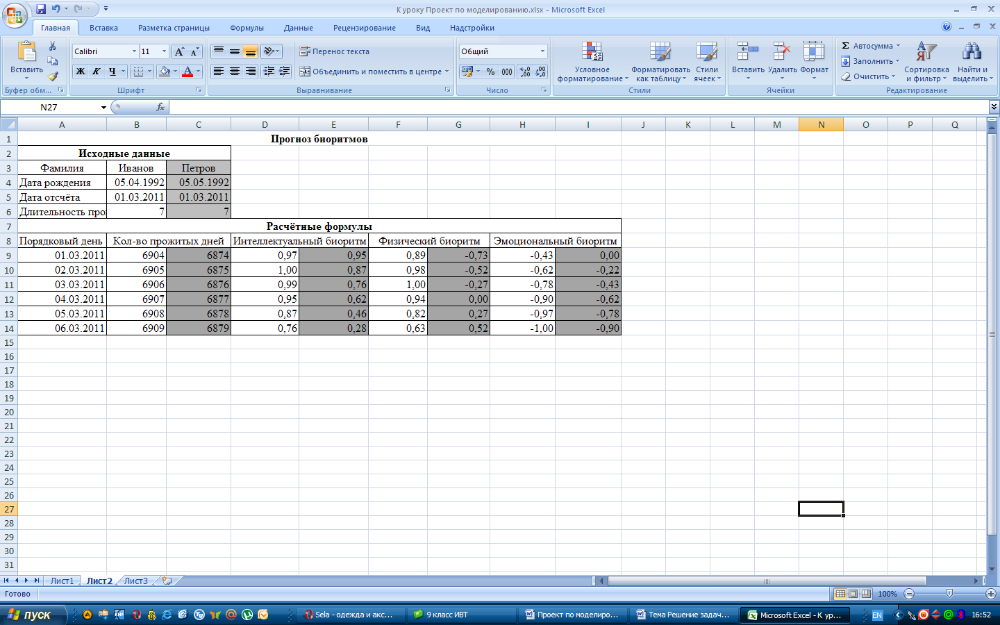 К уроку Проект по моделированию.xlsx - Microsoft Excel
Главная Вставка Разметка страницы Формулы Данные Рецензирование Вид Надстройки
Вставить
Буфер обм...
Calibri 11
Ж К Ч
Шрифт
Перенос текста
Объединить и поместить в центре
Выравнивание
Общий
% 000
Число
Условное форматирование
Форматировать как таблицу
Стили ячеек
Стили
Вставить Удалить Формат
Ячейки
Σ Автосумма
Заполнить
Очистить
Сортировка и фильтр
Найти и выделить
Редактирование
N27 fx
A B C D E F G H I J K L M N O P Q
1 Прогноз биоритмов
2 Исходные данные
3 Фамилия Иванов Петров
4 Дата рождения 05.04.1992 05.05.1992
5 Дата отсчёта 01.03.2011 01.03.2011
6 Длительность про 7 7
7 Расчётные формулы
8 Порядковый день Кол-во прожитых дней Интеллектуальный биоритм Физический биоритм Эмоциональный биоритм
9 01.03.2011 6904 6874 0,97 0,95 0,89 -0,73 -0,43 0,00
10 02.03.2011 6905 6875 1,00 0,87 0,98 -0,52 -0,62 -0,22
11 03.03.2011 6906 6876 0,99 0,76 1,00 -0,27 -0,78 -0,43
12 04.03.2011 6907 6877 0,95 0,62 0,94 0,00 -0,90 -0,62
13 05.03.2011 6908 6878 0,87 0,46 0,82 0,27 -0,97 -0,78
14 06.03.2011 6909 6879 0,76 0,28 0,63 0,52 -1,00 -0,90
15
16
17
18
19
20
21
22
23
24
25
26
27
28
29
30
31
Лист1 Лист2 Лист3
Готово 100%
пуск Sela - одежда и акс... 9 класс ИВТ Проект по моделиро... Тема Решение задач... Microsoft Excel - К ур... EN 16:52